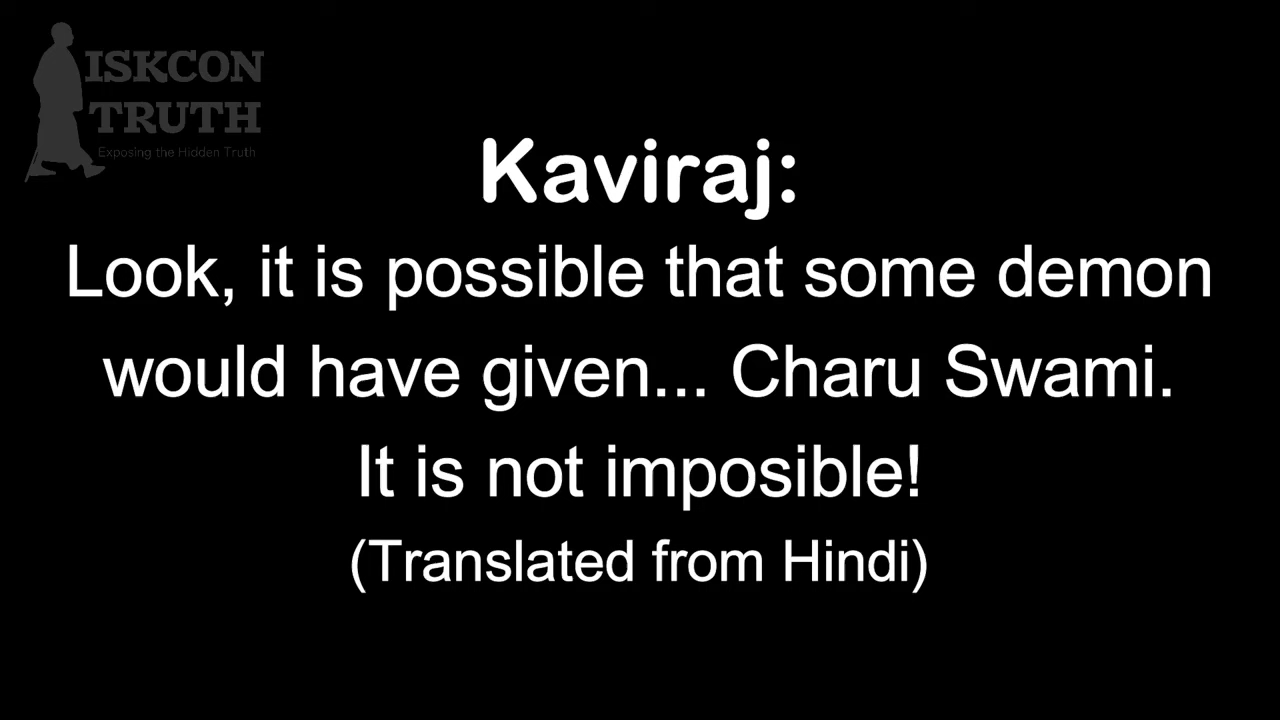 ISKCON
TRUTH
Exposing the Hidden Truth
Kaviraj:
Look, it is possible that some demon
would have given... Charu Swami.
It is not imposible!
(Translated from Hindi)